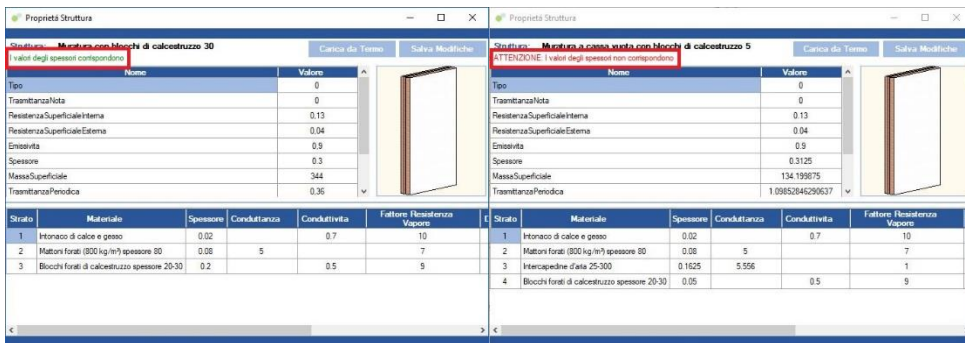 Proprietá Struttura
Struttura: Muratura con blocchi di calcestruzzo 30
Carica da Termo Salva Modifiche
I valori degli spessori corrispondono
Nome Valore
Tipo 0
TrasmittanzaNota 0
ResistenzaSuperficialeInterna 0.13
ResistenzaSuperficialeEsterna 0.04
Emissivita 0.9
Spessore 0.3
MassaSuperficiale 344
TrasmittanzaPeriodica 0.36
Strato Materiale Spessore Conduttanza Conduttivita Fattore Resistenza Vapore
1 Intonaco di calce e gesso 0.02 0.7 10
2 Mattoni forati (800 kg/m³) spessore 80 0.08 5 7
3 Blocchi forati di calcestruzzo spessore 20-30 0.2 0.5 9
Proprietá Struttura
Struttura: Muratura a cassa vuota con blocchi di calcestruzzo 5
Carica da Termo Salva Modifiche
ATTENZIONE: I valori degli spessori non corrispondono
Nome Valore
Tipo 0
TrasmittanzaNota 0
ResistenzaSuperficialeInterna 0.13
ResistenzaSuperficialeEsterna 0.04
Emissivita 0.9
Spessore 0.3125
MassaSuperficiale 134.199875
TrasmittanzaPeriodica 1.09852846290637
Strato Materiale Spessore Conduttanza Conduttivita Fattore Resistenza Vapore
1 Intonaco di calce e gesso 0.02 0.7 10
2 Mattoni forati (800 kg/m³) spessore 80 0.08 5 7
3 Intercapedine d'aria 25-300 0.1625 5.556 1
4 Blocchi forati di calcestruzzo spessore 20-30 0.05 0.5 9